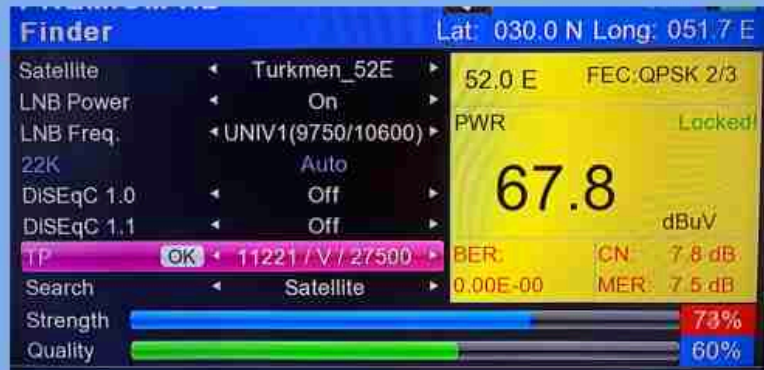 Finder
Lat: 030.0 N Long: 051.7 E
Satellite Turkmen_52E
LNB Power On
LNB Freq. UNIV1(9750/10600)
22K Auto
DiSEqC 1.0 Off
DiSEqC 1.1 Off
TP OK 11221 / V / 27500
Search Satellite
52.0 E FEC:QPSK 2/3
PWR Locked!
67.8
dBuV
BER: CN: 7.8 dB
0.00E-00 MER: 7.5 dB
Strength 73%
Quality 60%